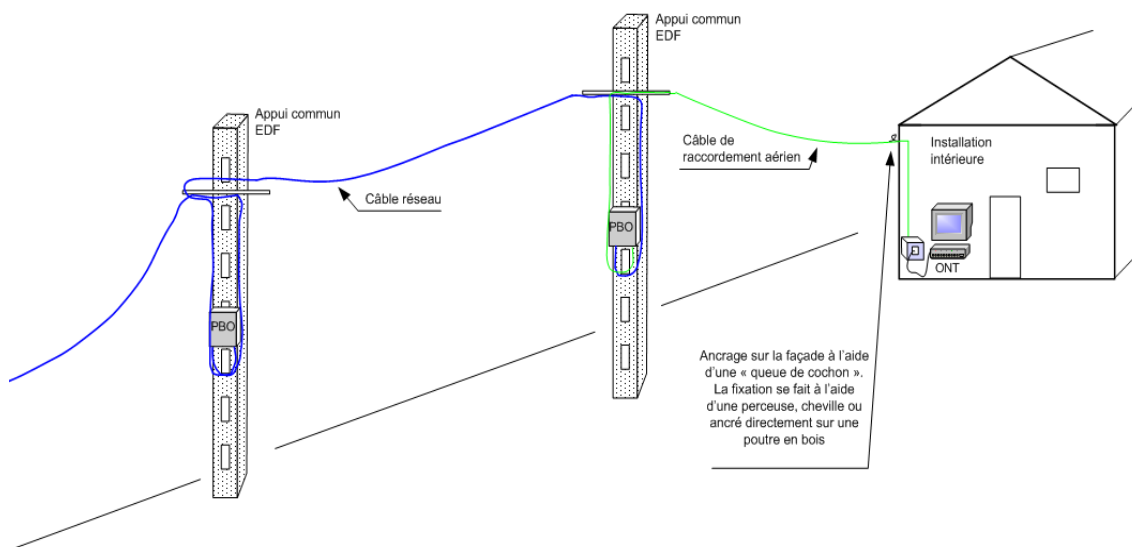 Appui commun
EDF
Appui commun
EDF
Câble réseau
PBO
PBO
Câble de
raccordement aérien
Installation
intérieure
ONT
Ancrage sur la façade à l'aide
d'une « queue de cochon ».
La fixation se fait à l'aide
d'une perceuse, cheville ou
ancré directement sur une
poutre en bois